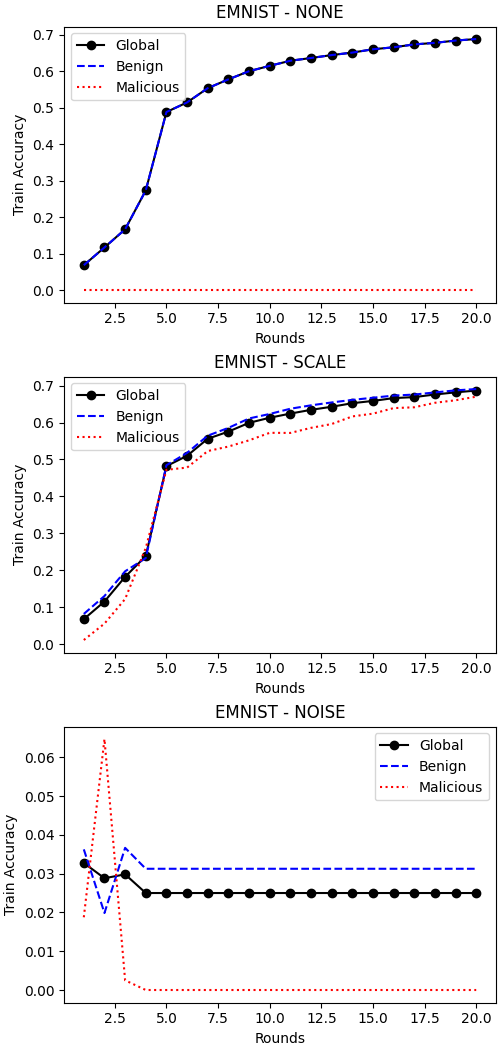 EMNIST - NONE
0.7
0.6
0.5
0.4
0.3
0.2
0.1
0.0
Train Accuracy
Global
Benign
Malicious
2.5 5.0 7.5 10.0 12.5 15.0 17.5 20.0
Rounds
EMNIST - SCALE
0.7
0.6
0.5
0.4
0.3
0.2
0.1
0.0
Train Accuracy
Global
Benign
Malicious
2.5 5.0 7.5 10.0 12.5 15.0 17.5 20.0
Rounds
EMNIST - NOISE
0.06
0.05
0.04
0.03
0.02
0.01
0.00
Train Accuracy
Global
Benign
Malicious
2.5 5.0 7.5 10.0 12.5 15.0 17.5 20.0
Rounds